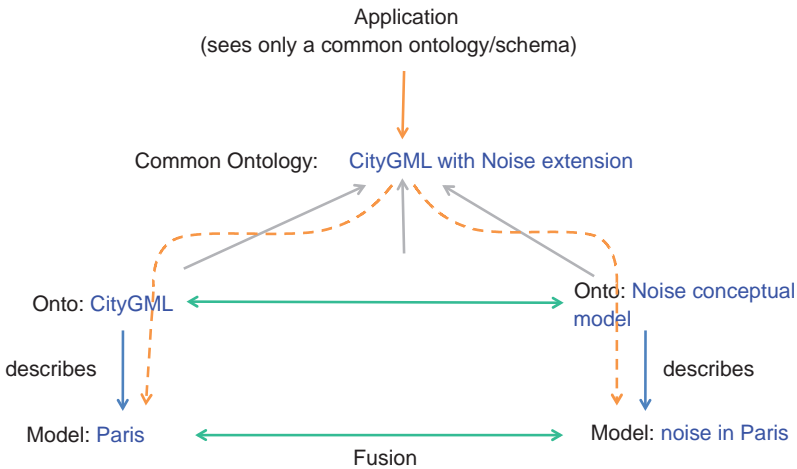 Application
(sees only a common ontology/schema)
Common Ontology: CityGML with Noise extension
Onto: CityGML
Onto: Noise conceptual
model
describes
describes
Model: Paris
Model: noise in Paris
Fusion